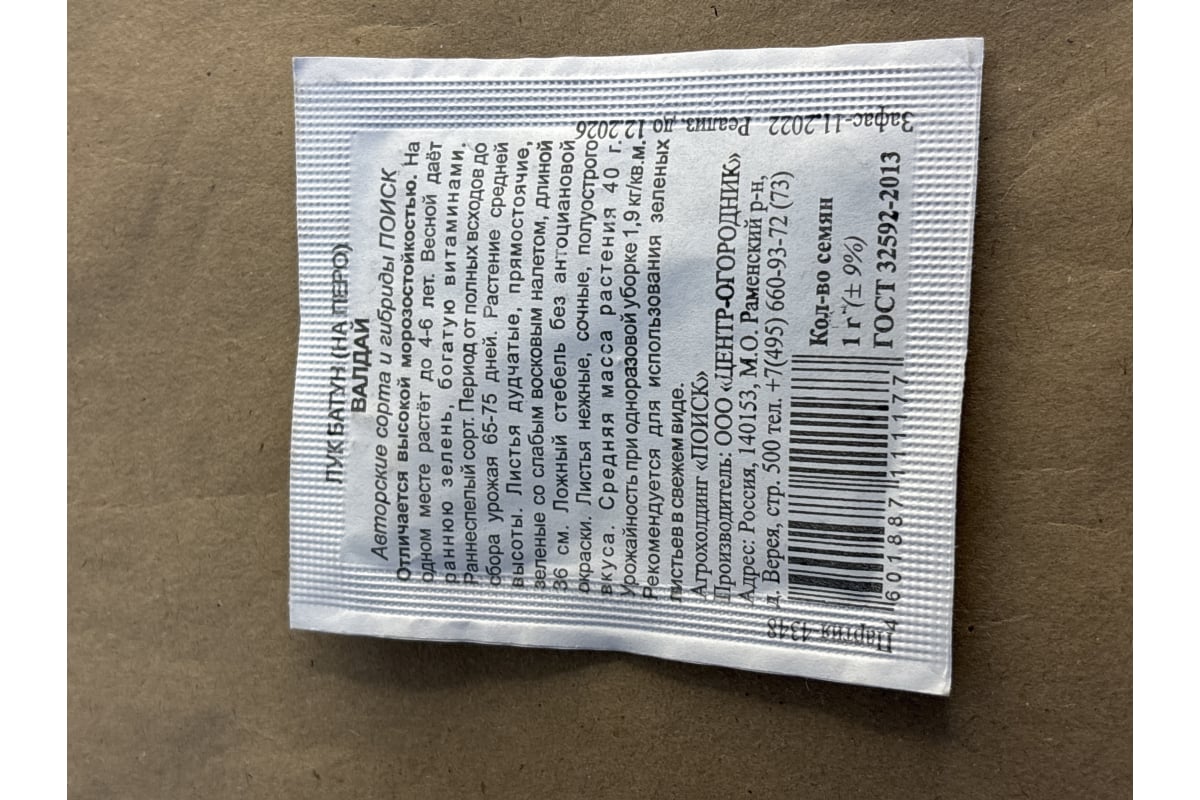 ЛУК БАТУН (НА ПЕРО)
ВАЛДАЙ
Авторские сорта и гибриды ПОИСК
Отличается высокой морозостойкостью. На
одном месте растёт до 4-6 лет. Весной даёт
раннюю зелень, богатую витаминами.
Раннеспелый сорт. Период от полных всходов до
сбора урожая 65-75 дней. Растение средней
высоты. Листья дудчатые, прямостоячие,
зеленые со слабым восковым налетом, длиной
36 см. Ложный стебель без антоциановой
окраски. Листья нежные, сочные, полуострого
вкуса. Средняя масса растения 40 г.
Урожайность при одноразовой уборке 1,9 кг/кв.м.
Рекомендуется для использования зеленых
листьев в свежем виде.
Агрохолдинг «ПОИСК»
Производитель: ООО «ЦЕНТР-ОГОРОДНИК»
Адрес: Россия, 140153, М.О. Раменский р-н,
д. Верея, стр. 500 тел. +7(495) 660-93-72 (73)
Кол-во семян
1 г (± 9%)
ГОСТ 32592-2013
4 601887 111177
Зафас-11.2022 Реализ. до 12.2026
Партия 4348